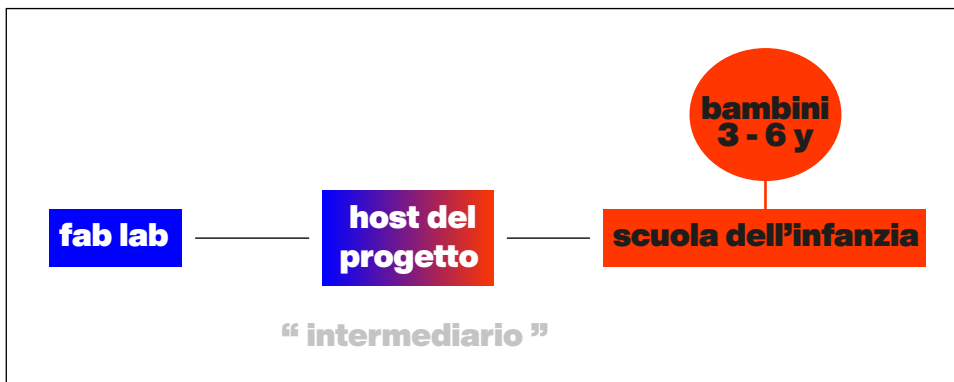 bambini
3 - 6 y
fab lab
host del
progetto
scuola dell’infanzia
“ intermediario ”